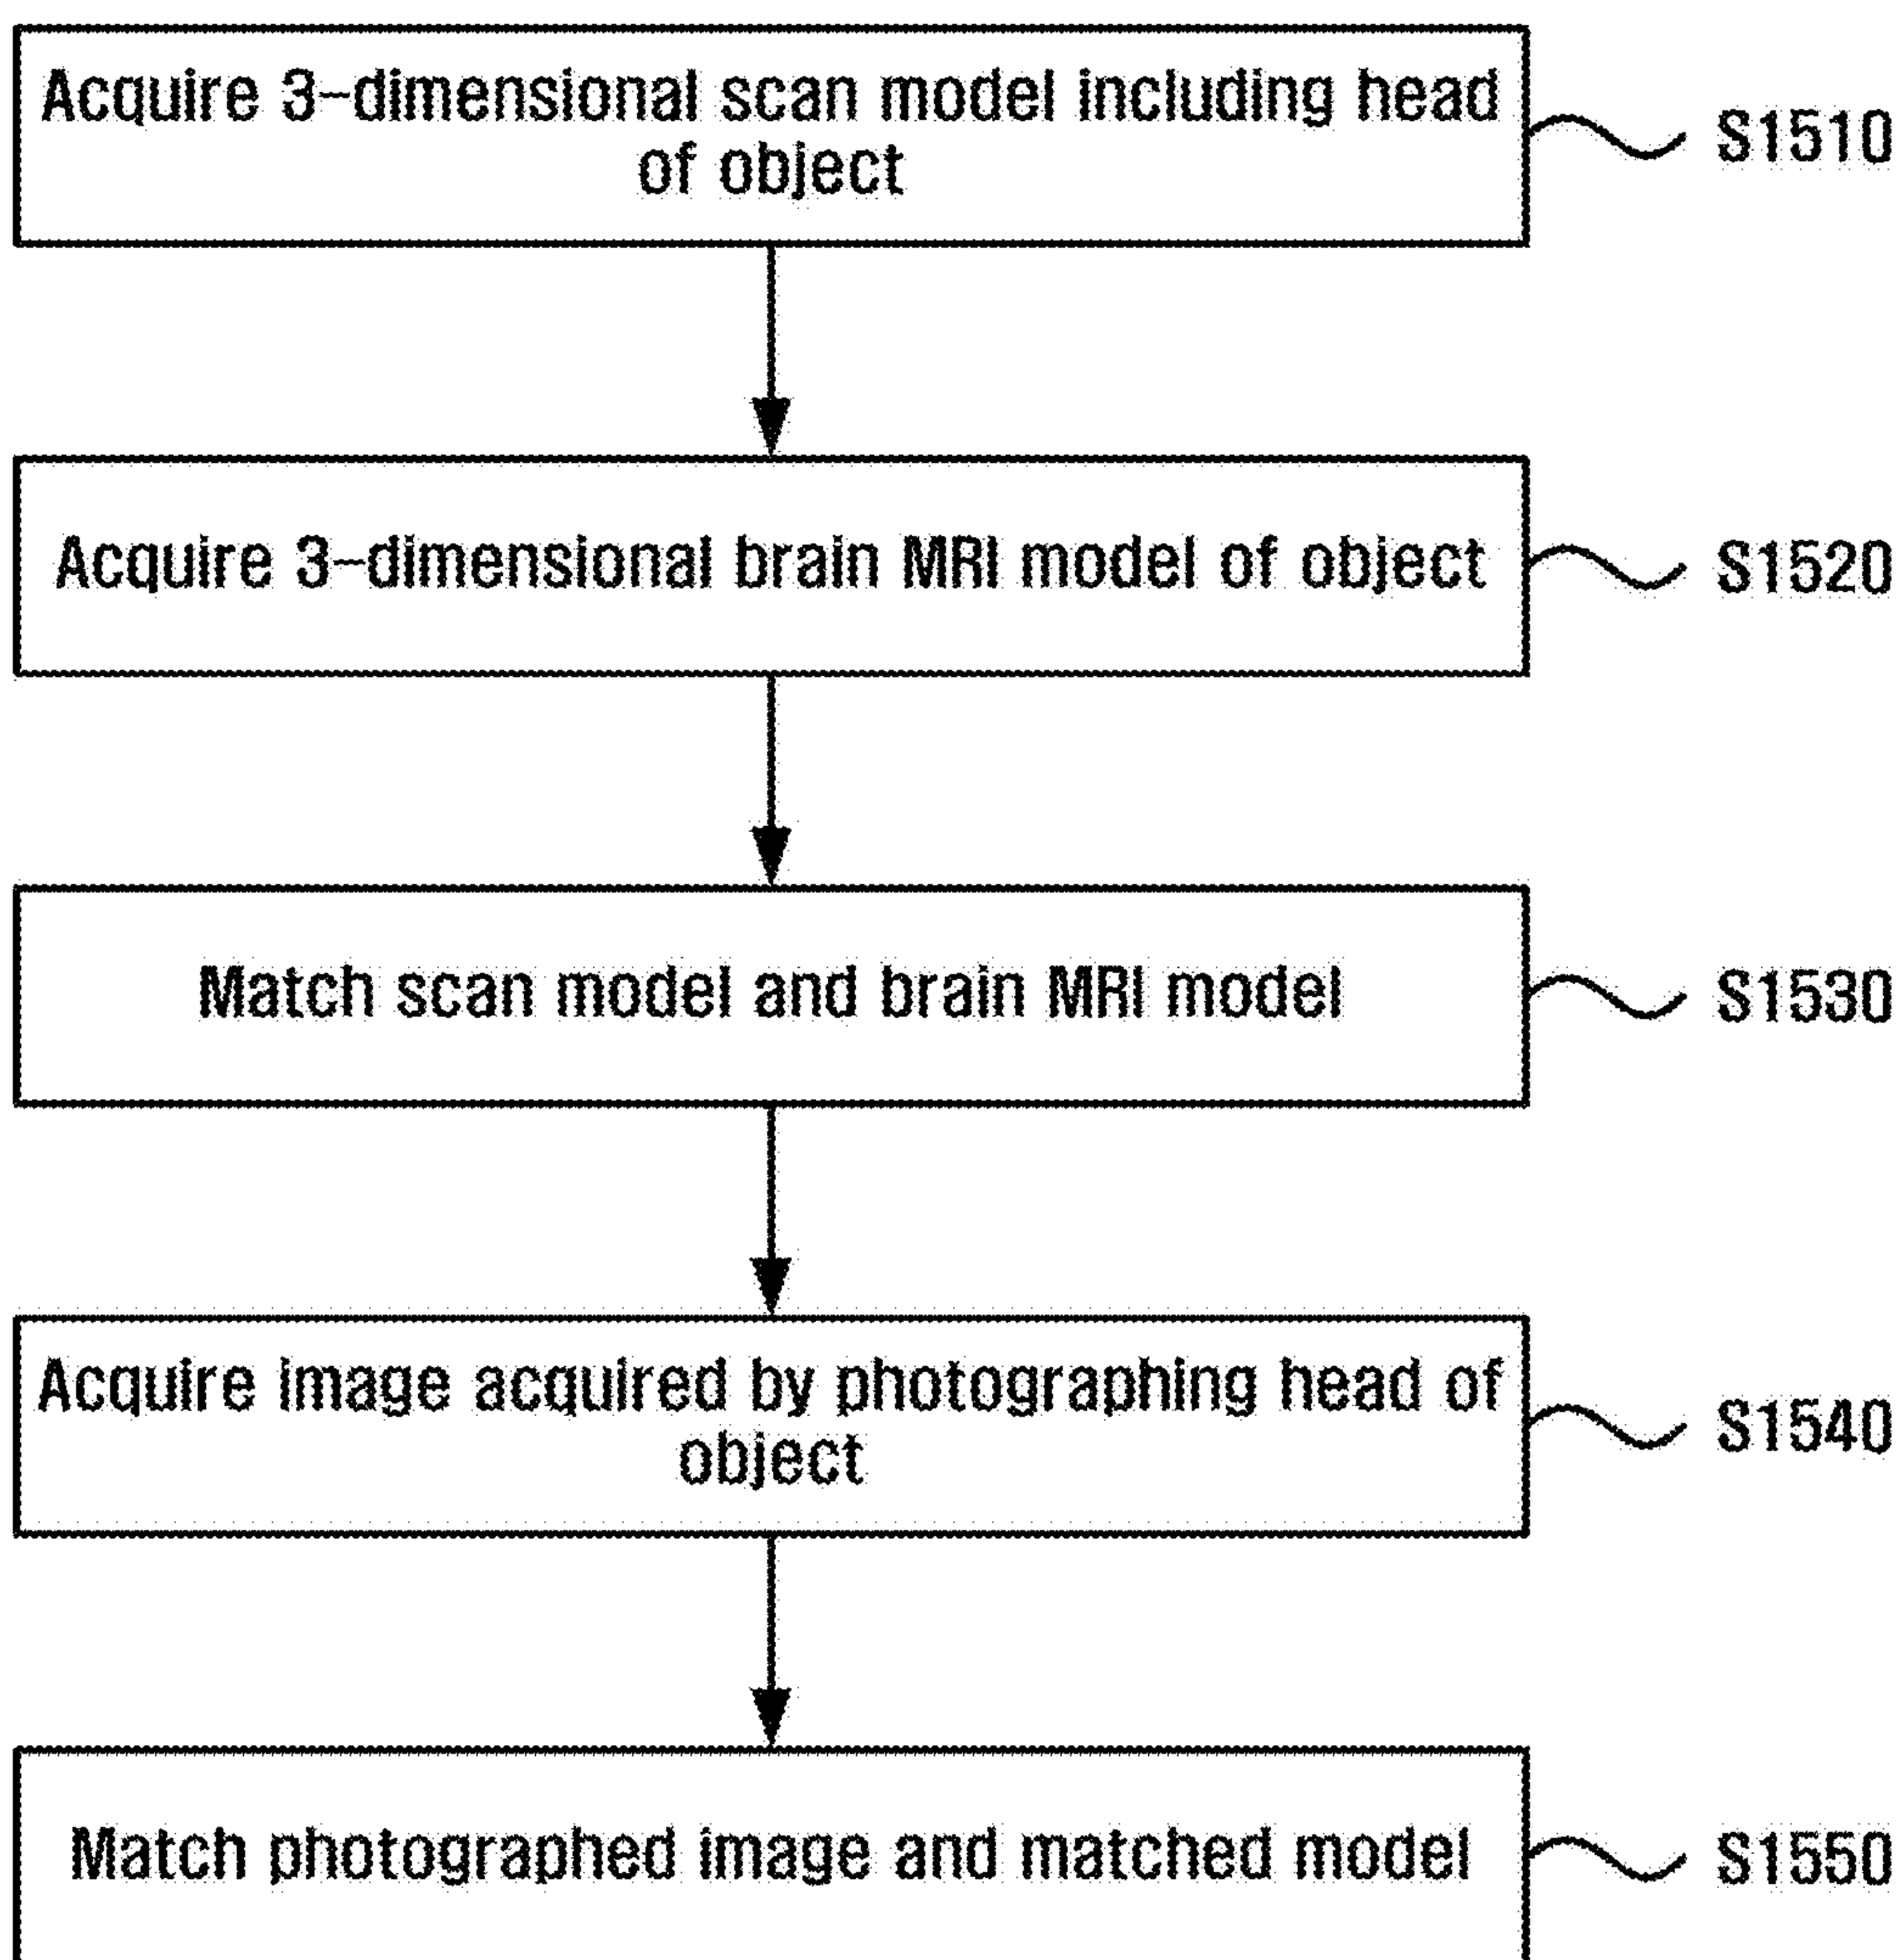 Acquire 3-dimensional scan model including head
of object
S1510
Acquire 3-dimensional brain MRI model of object
S1520
Match scan model and brain MRI model
S1530
Acquire image acquired by photographing head of
object
S1540
Match photographed image and matched model
S1550